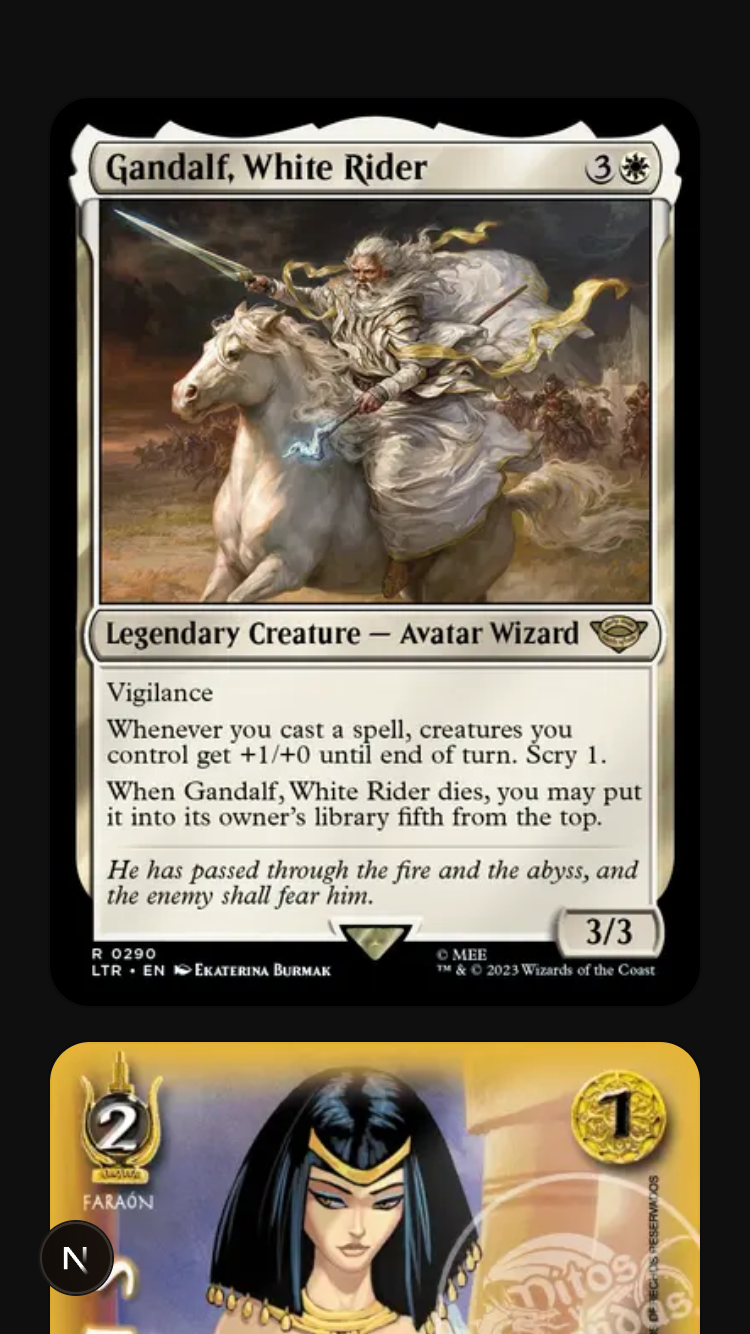 Gandalf, White Rider
3
Legendary Creature — Avatar Wizard
Vigilance
Whenever you cast a spell, creatures you
control get +1/+0 until end of turn. Scry 1.
When Gandalf, White Rider dies, you may put
it into its owner's library fifth from the top.
He has passed through the fire and the abyss, and
the enemy shall fear him.
3/3
R 0290
LTR • EN EKATERINA BURMAK
© MEE
™ & © 2023 Wizards of the Coast
2
1
FARAÓN
DERECHOS RESERVADOS
Mitos
N